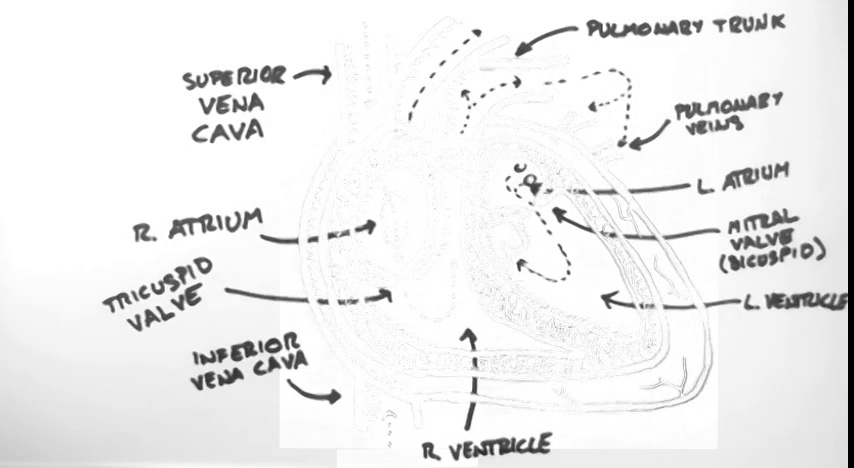 PULMONARY TRUNK
SUPERIOR
VENA
CAVA
PULMONARY
VEINS
L. ATRIUM
R. ATRIUM
MITRAL
VALVE
(BICUSPID)
TRICUSPID
VALVE
L. VENTRICLE
INFERIOR
VENA CAVA
R. VENTRICLE